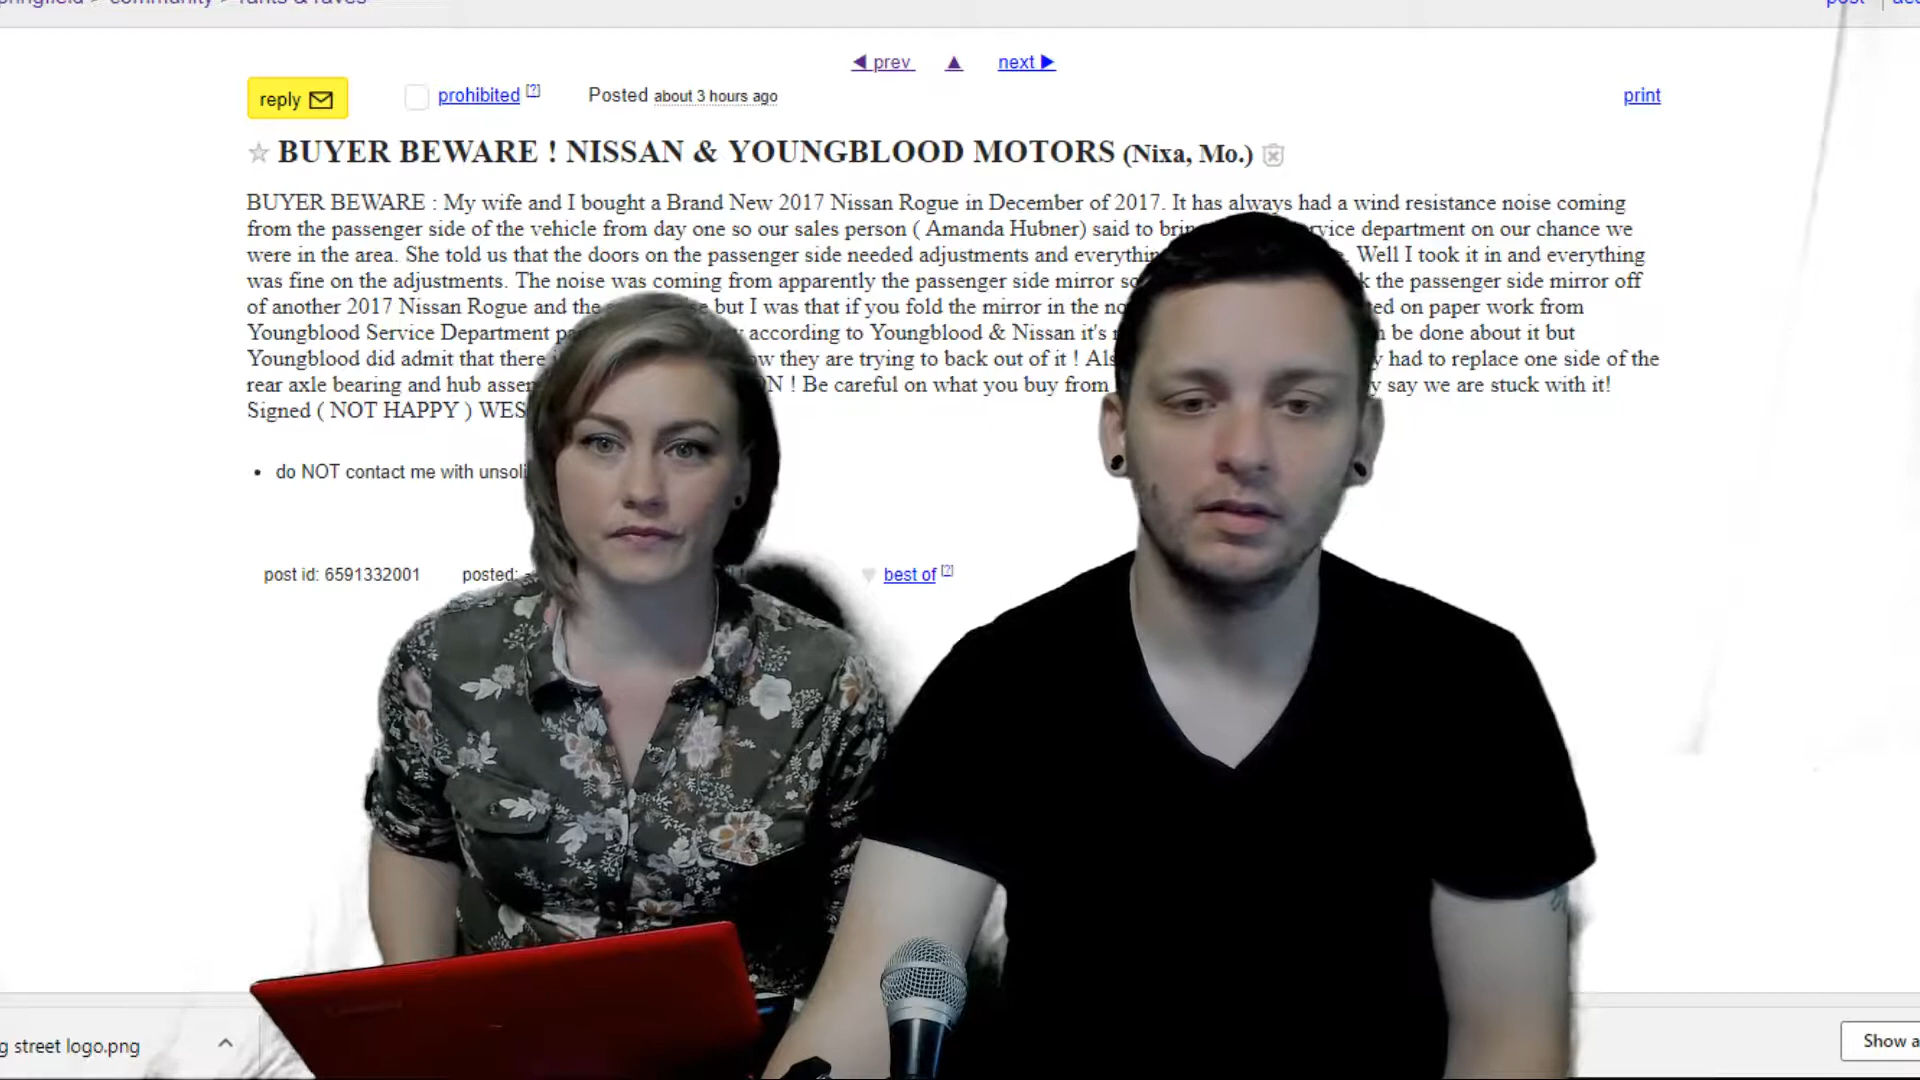 community > rants & raves
post
◀ prev ▲ next ▶
reply prohibited [?] Posted about 3 hours ago print
BUYER BEWARE ! NISSAN & YOUNGBLOOD MOTORS (Nixa, Mo.)
BUYER BEWARE : My wife and I bought a Brand New 2017 Nissan Rogue in December of 2017. It has always had a wind resistance noise coming
from the passenger side of the vehicle from day one so our sales person ( Amanda Hubner) said to department on our chance we
were in the area. She told us that the doors on the passenger side needed adjustments and Well I took it in and everything
was fine on the adjustments. The noise was coming from apparently the passenger side mirror the passenger side mirror off
of another 2017 Nissan Rogue and the but I was that if you fold the mirror in the on paper work from
Youngblood Service Department according to Youngblood & Nissan it's be done about it but
Youngblood did admit that there they are trying to back out of it ! had to replace one side of the
rear axle bearing and hub ! Be careful on what you buy from say we are stuck with it!
Signed ( NOT HAPPY )
• do NOT contact me with
post id: 6591332001 posted: best of [?]
street logo.png
Show